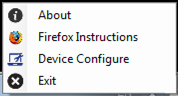 About
Firefox Instructions
Device Configure
Exit